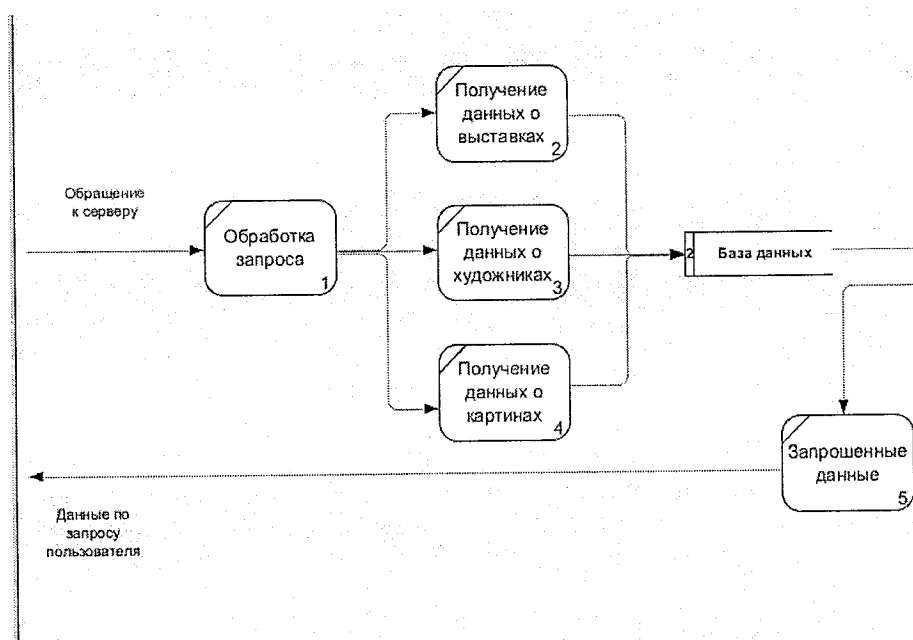 Получение
данных о
выставках
2
Обращение
к серверу
Обработка
запроса
1
Получение
данных о
художниках
3
2
База данных
Получение
данных о
картинах
4
Запрошенные
данные
5
Данные по
запросу
пользователя